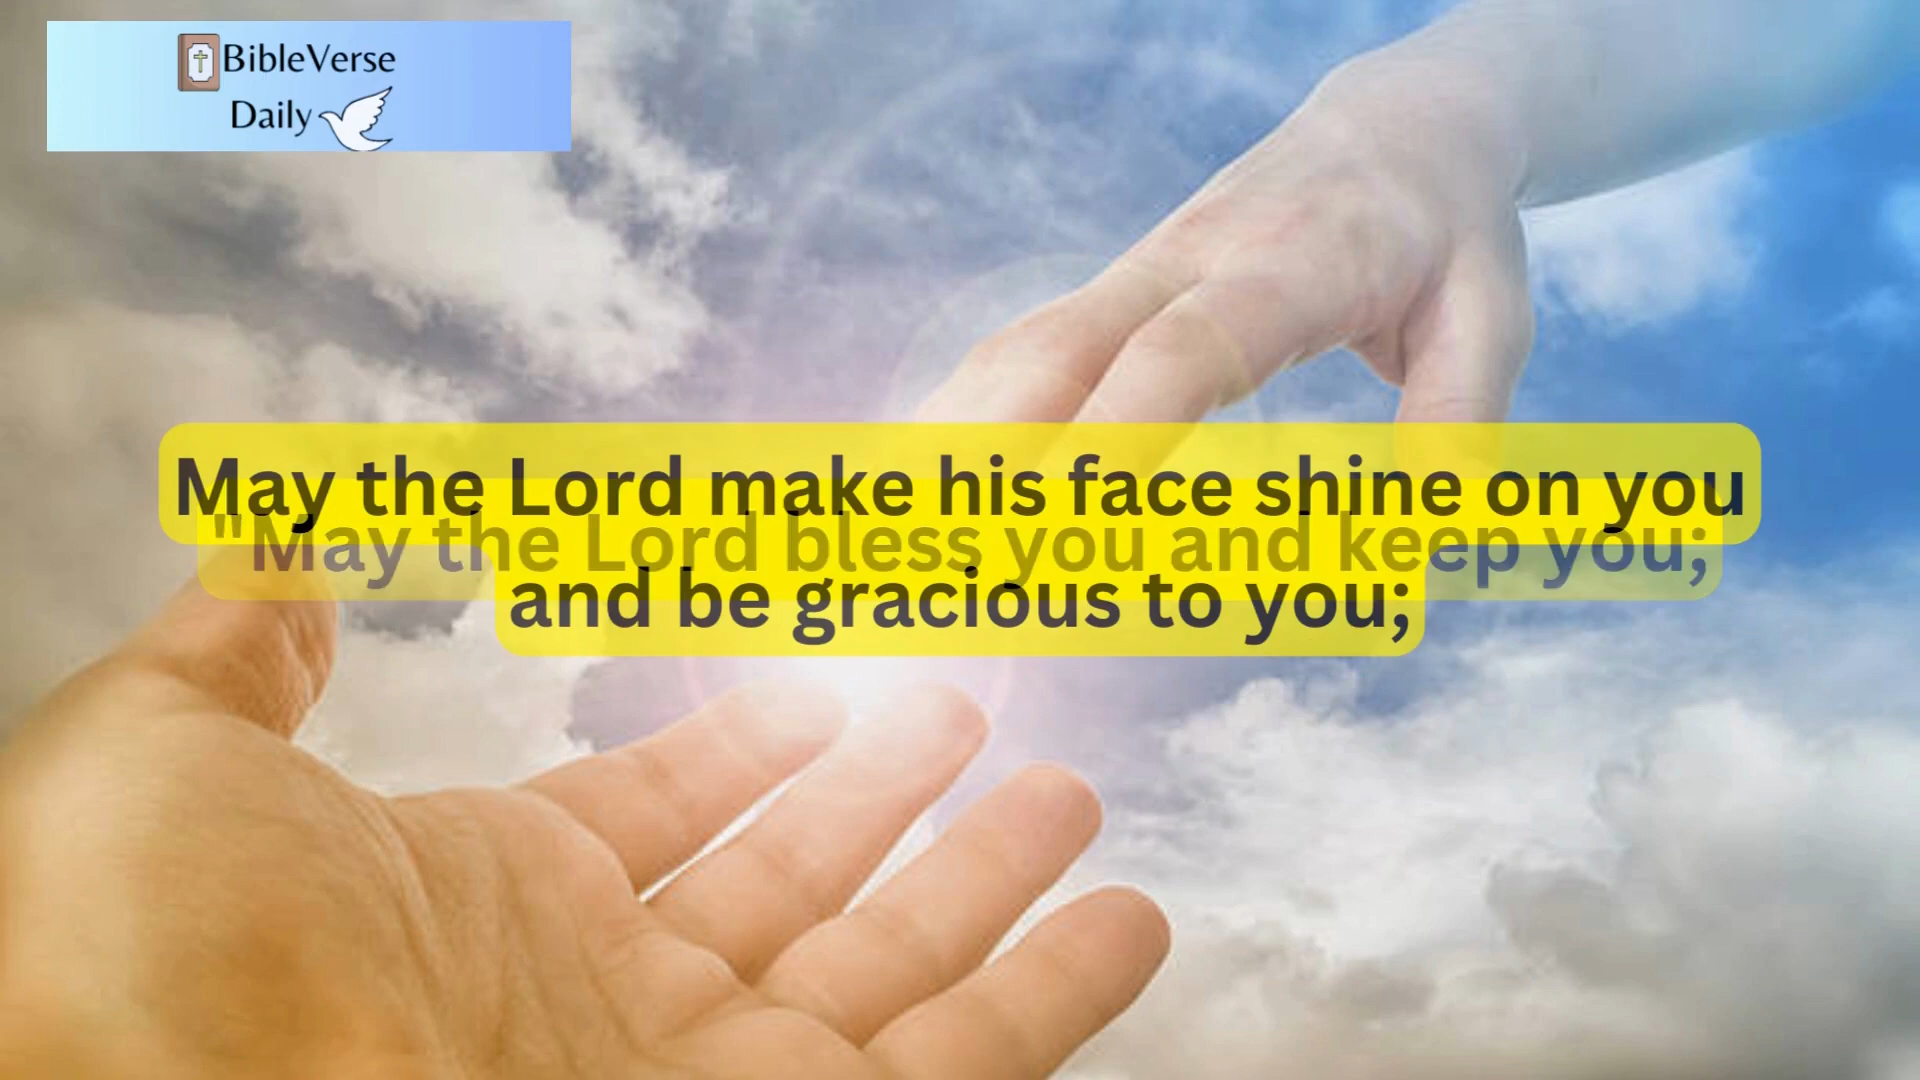 BibleVerse
Daily
May the Lord make his face shine on you
"May the Lord bless you and keep you;
and be gracious to you;